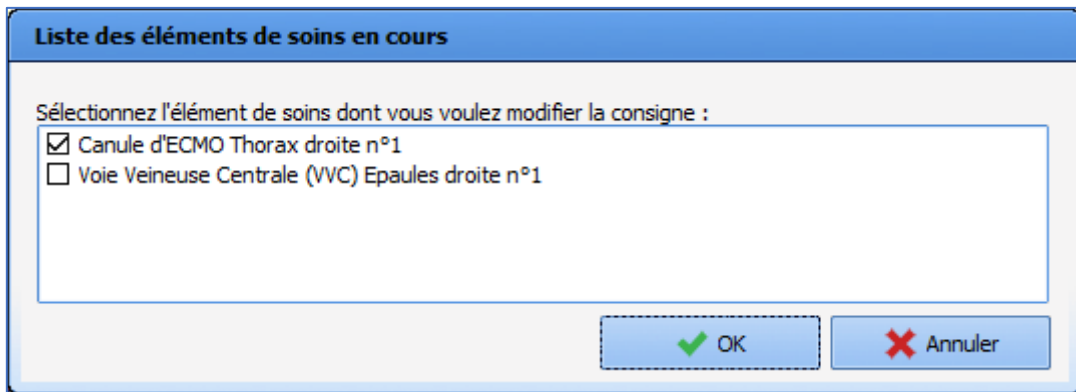 Liste des éléments de soins en cours
Sélectionnez l'élément de soins dont vous voulez modifier la consigne :
Canule d'ECMO Thorax droite n°1
Voie Veineuse Centrale (VVC) Epaules droite n°1
OK
Annuler